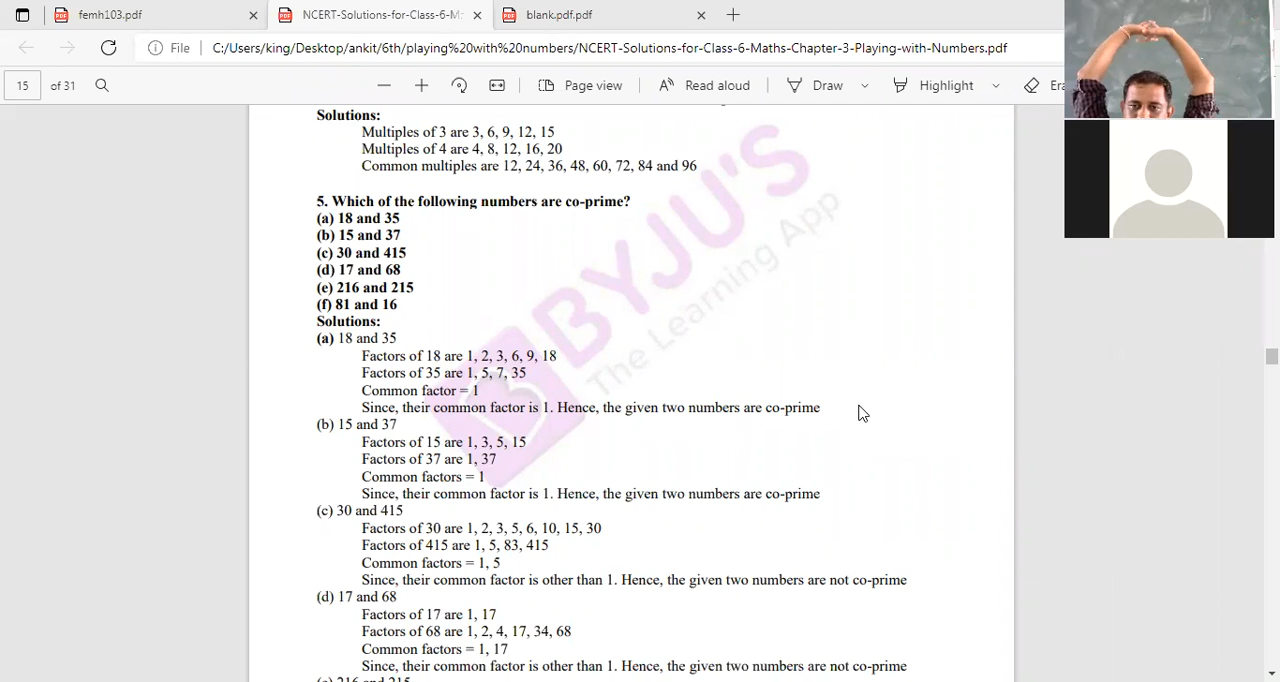 femh103.pdf
NCERT-Solutions-for-Class-6-M
blank.pdf.pdf
File C:/Users/king/Desktop/ankit/6th/playing%20with%20numbers/NCERT-Solutions-for-Class-6-Maths-Chapter-3-Playing-with-Numbers.pdf
15 of 31 Page view Read aloud Draw Highlight
Solutions:
Multiples of 3 are 3, 6, 9, 12, 15
Multiples of 4 are 4, 8, 12, 16, 20
Common multiples are 12, 24, 36, 48, 60, 72, 84 and 96
5. Which of the following numbers are co-prime?
(a) 18 and 35
(b) 15 and 37
(c) 30 and 415
(d) 17 and 68
(e) 216 and 215
(f) 81 and 16
Solutions:
(a) 18 and 35
Factors of 18 are 1, 2, 3, 6, 9, 18
Factors of 35 are 1, 5, 7, 35
Common factor = 1
Since, their common factor is 1. Hence, the given two numbers are co-prime
(b) 15 and 37
Factors of 15 are 1, 3, 5, 15
Factors of 37 are 1, 37
Common factors = 1
Since, their common factor is 1. Hence, the given two numbers are co-prime
(c) 30 and 415
Factors of 30 are 1, 2, 3, 5, 6, 10, 15, 30
Factors of 415 are 1, 5, 83, 415
Common factors = 1, 5
Since, their common factor is other than 1. Hence, the given two numbers are not co-prime
(d) 17 and 68
Factors of 17 are 1, 17
Factors of 68 are 1, 2, 4, 17, 34, 68
Common factors = 1, 17
Since, their common factor is other than 1. Hence, the given two numbers are not co-prime
BYJU'S
The Learning App